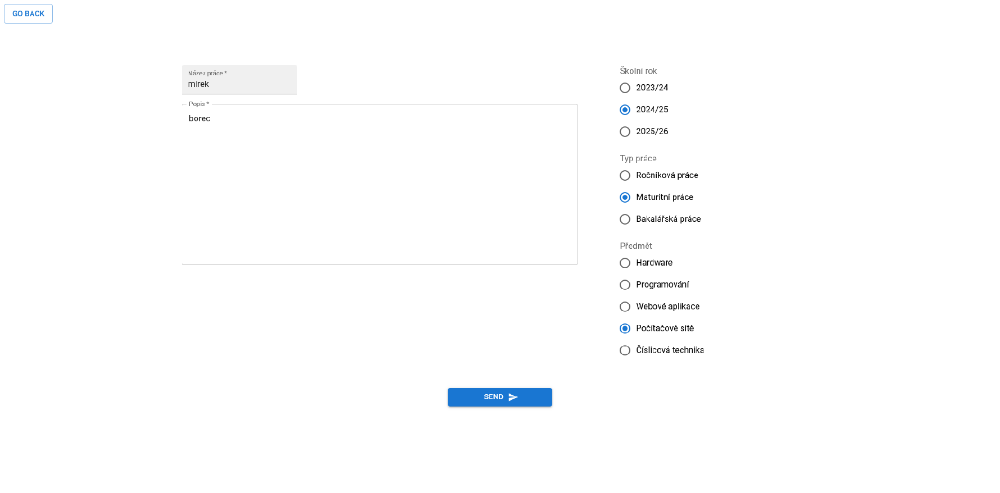 GO BACK
Název práce *
mirek
Popis *
borec
Školní rok
2023/24
2024/25
2025/26
Typ práce
Ročníková práce
Maturitní práce
Bakalářská práce
Předmět
Hardware
Programování
Webové aplikace
Počítačové sítě
Číslicová technika
SEND